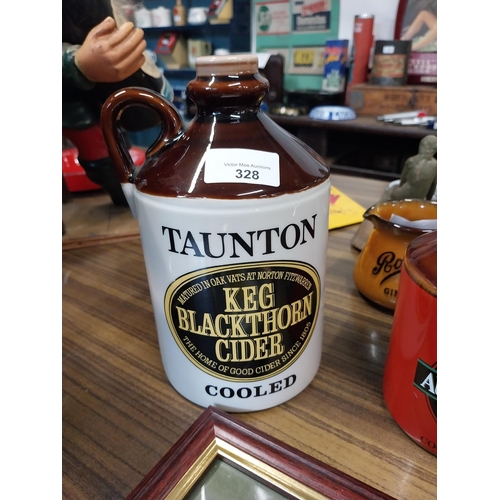 Victor Mee Auctions
328
TAUNTON
MATURED IN OAK VATS AT NORTON FITZWARREN
KEG
BLACKTHORN
CIDER
THE HOME OF GOOD CIDER SINCE 1805
COOLED